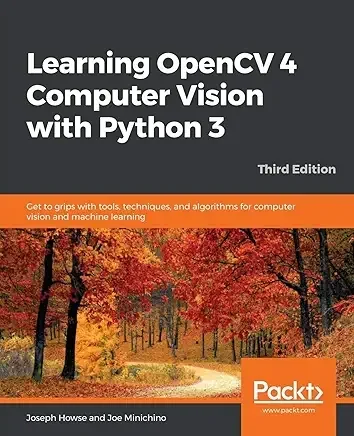 Learning OpenCV 4
Computer Vision
with Python 3
Third Edition
Get to grips with tools, techniques, and algorithms for computer
vision and machine learning
Packt>
www.packt.com
Joseph Howse and Joe Minichino